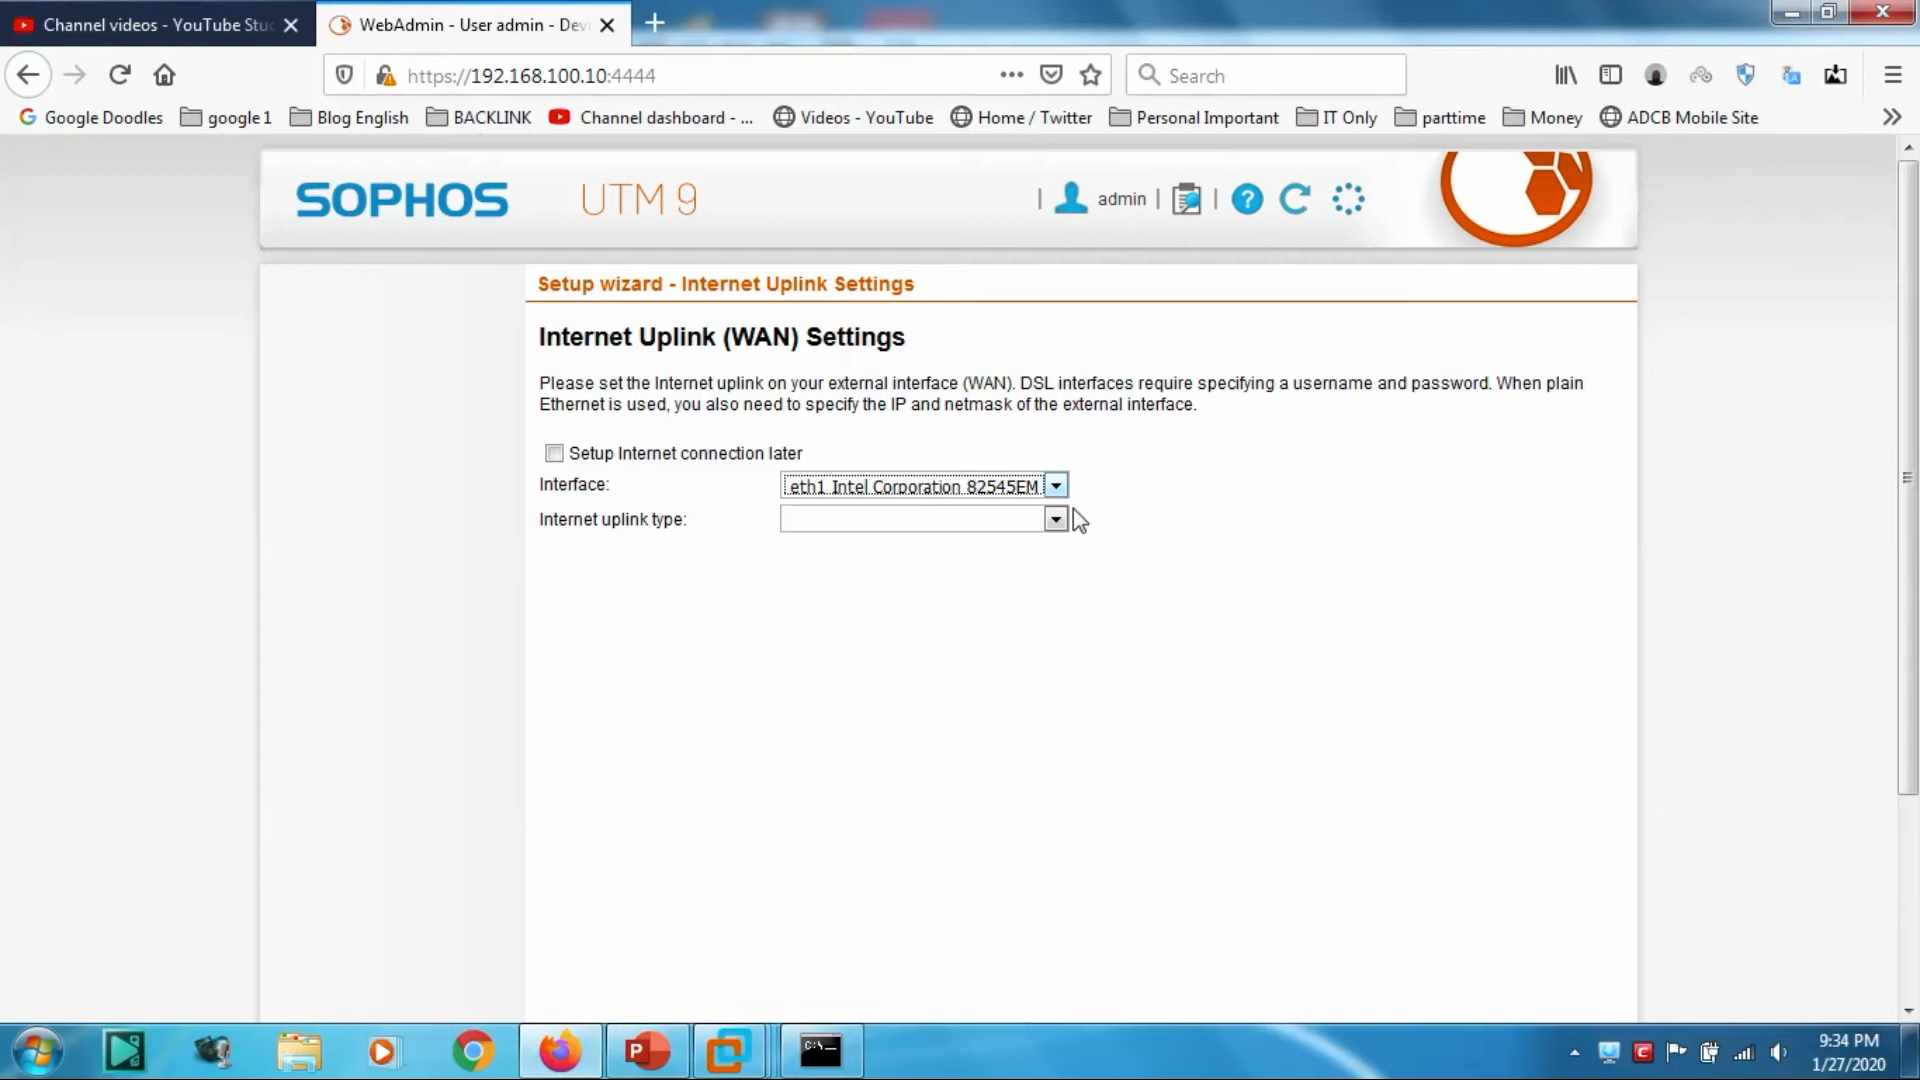 Channel videos - YouTube Stu
WebAdmin - User admin - Devi
https://192.168.100.10:4444
Search
Google Doodles
google1
Blog English
BACKLINK
Channel dashboard - ...
Videos - YouTube
Home / Twitter
Personal Important
IT Only
parttime
Money
ADCB Mobile Site
SOPHOS UTM 9
| admin | | ?
Setup wizard - Internet Uplink Settings
Internet Uplink (WAN) Settings
Please set the Internet uplink on your external interface (WAN). DSL interfaces require specifying a username and password. When plain
Ethernet is used, you also need to specify the IP and netmask of the external interface.
Setup Internet connection later
Interface: eth1 Intel Corporation 82545EM
Internet uplink type:
P
C:\
C
9:34 PM
1/27/2020